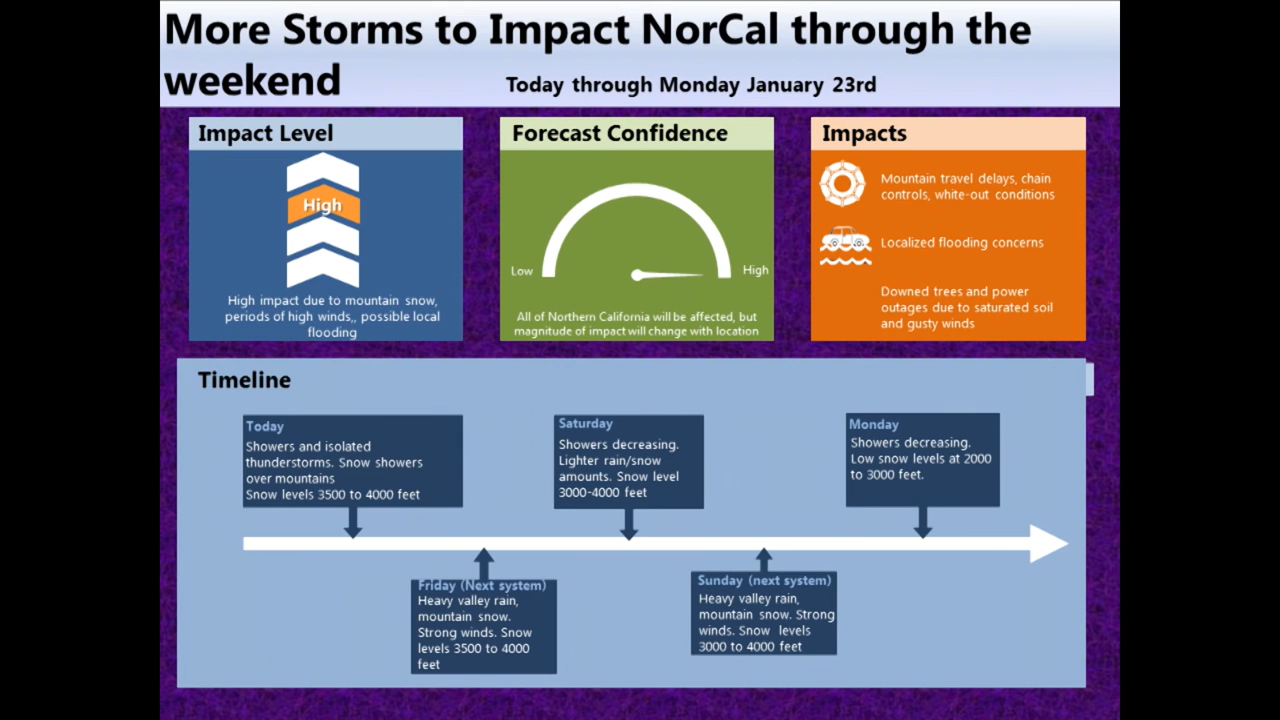 More Storms to Impact NorCal through the
weekend
Today through Monday January 23rd
Impact Level
High
High impact due to mountain snow,
periods of high winds,, possible local
flooding
Forecast Confidence
Low
High
All of Northern California will be affected, but
magnitude of impact will change with location
Impacts
Mountain travel delays, chain
controls, white-out conditions
Localized flooding concerns
Downed trees and power
outages due to saturated soil
and gusty winds
Timeline
Today
Showers and isolated
thunderstorms. Snow showers
over mountains
Snow levels 3500 to 4000 feet
Friday (Next system)
Heavy valley rain,
mountain snow.
Strong winds. Snow
levels 3500 to 4000
feet
Saturday
Showers decreasing.
Lighter rain/snow
amounts. Snow level
3000-4000 feet
Sunday (next system)
Heavy valley rain,
mountain snow. Strong
winds. Snow levels
3000 to 4000 feet
Monday
Showers decreasing.
Low snow levels at 2000
to 3000 feet.